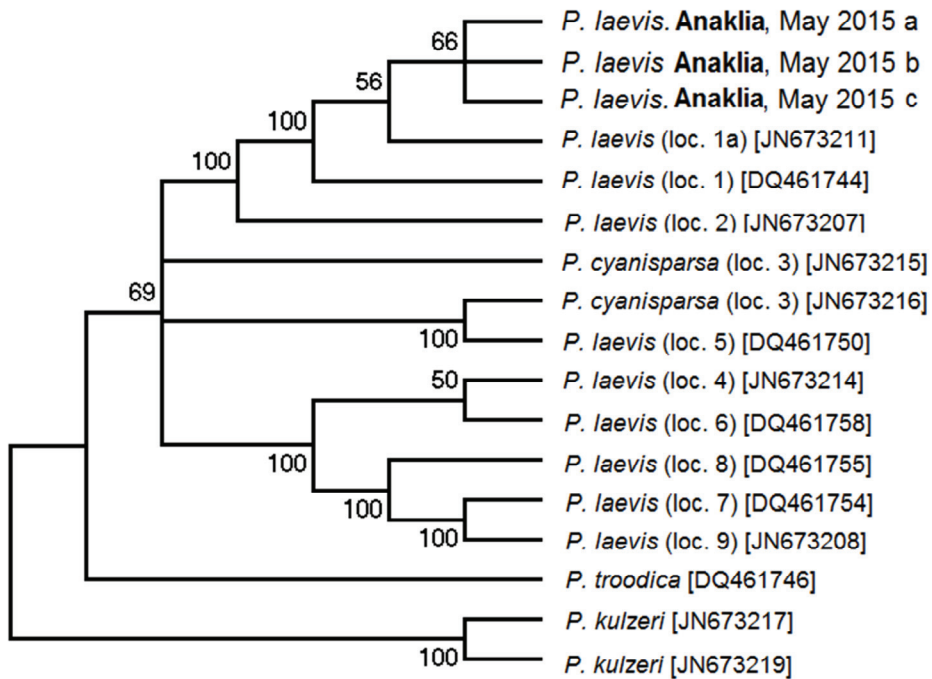 P. laevis. Anaklia, May 2015 a
66
P. laevis Anaklia, May 2015 b
56
P. laevis. Anaklia, May 2015 c
100
P. laevis (loc. 1a) [JN673211]
100
P. laevis (loc. 1) [DQ461744]
P. laevis (loc. 2) [JN673207]
P. cyanisparsa (loc. 3) [JN673215]
69
P. cyanisparsa (loc. 3) [JN673216]
100
P. laevis (loc. 5) [DQ461750]
50
P. laevis (loc. 4) [JN673214]
P. laevis (loc. 6) [DQ461758]
100
P. laevis (loc. 8) [DQ461755]
100
P. laevis (loc. 7) [DQ461754]
100
P. laevis (loc. 9) [JN673208]
P. troodica [DQ461746]
P. kulzeri [JN673217]
100
P. kulzeri [JN673219]